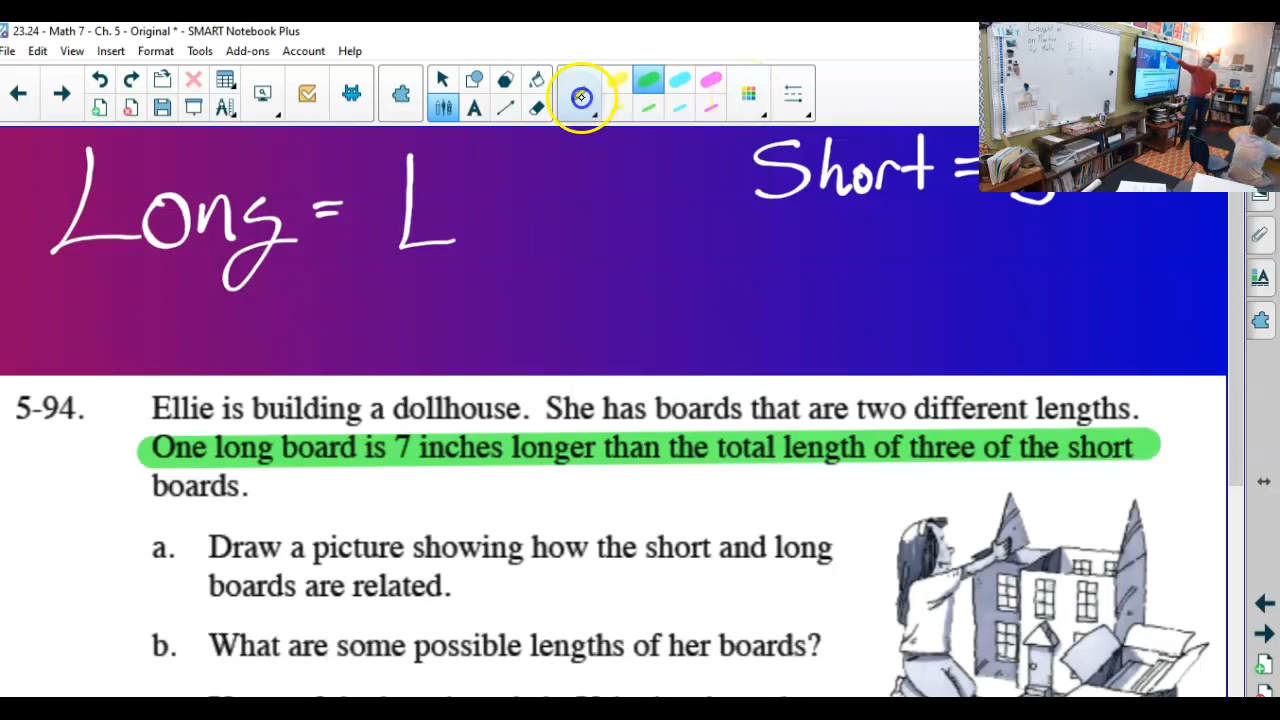 23.24 - Math 7 - Ch. 5 - Original * - SMART Notebook Plus
File Edit View Insert Format Tools Add-ons Account Help
Long = L
Short =
5-94. Ellie is building a dollhouse. She has boards that are two different lengths.
One long board is 7 inches longer than the total length of three of the short
boards.
a. Draw a picture showing how the short and long
boards are related.
b. What are some possible lengths of her boards?